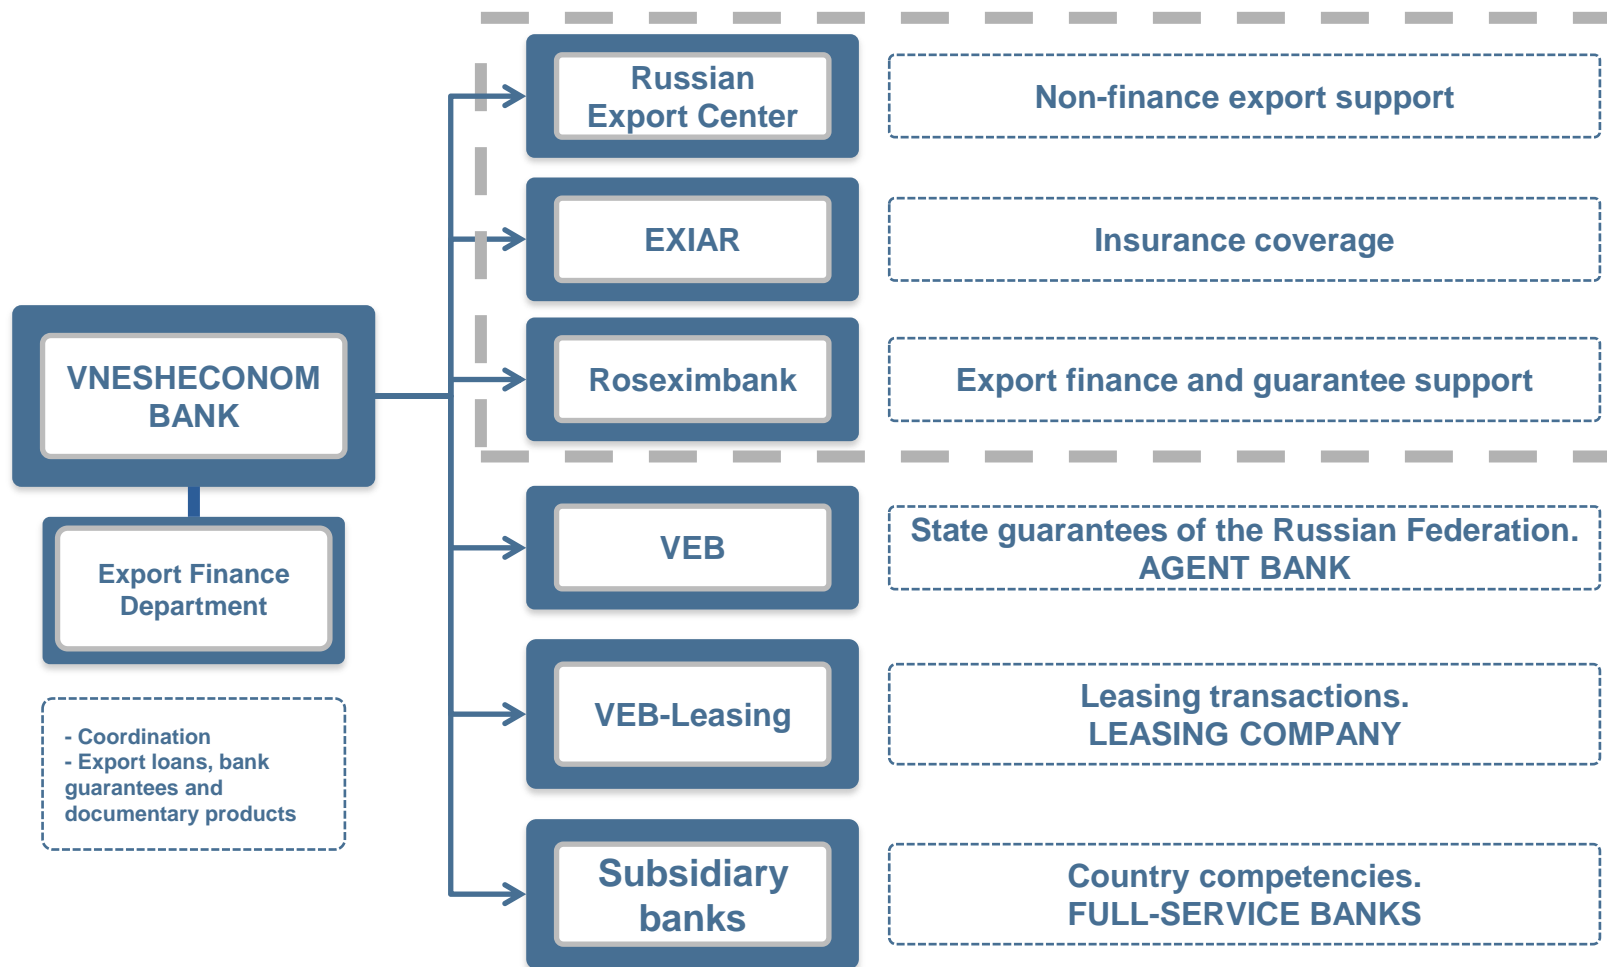 VNESHECONOM
BANK
Export Finance
Department
- Coordination
- Export loans, bank
guarantees and
documentary products
Russian
Export Center
Non-finance export support
EXIAR
Insurance coverage
Roseximbank
Export finance and guarantee support
VEB
State guarantees of the Russian Federation.
AGENT BANK
VEB-Leasing
Leasing transactions.
LEASING COMPANY
Subsidiary
banks
Country competencies.
FULL-SERVICE BANKS